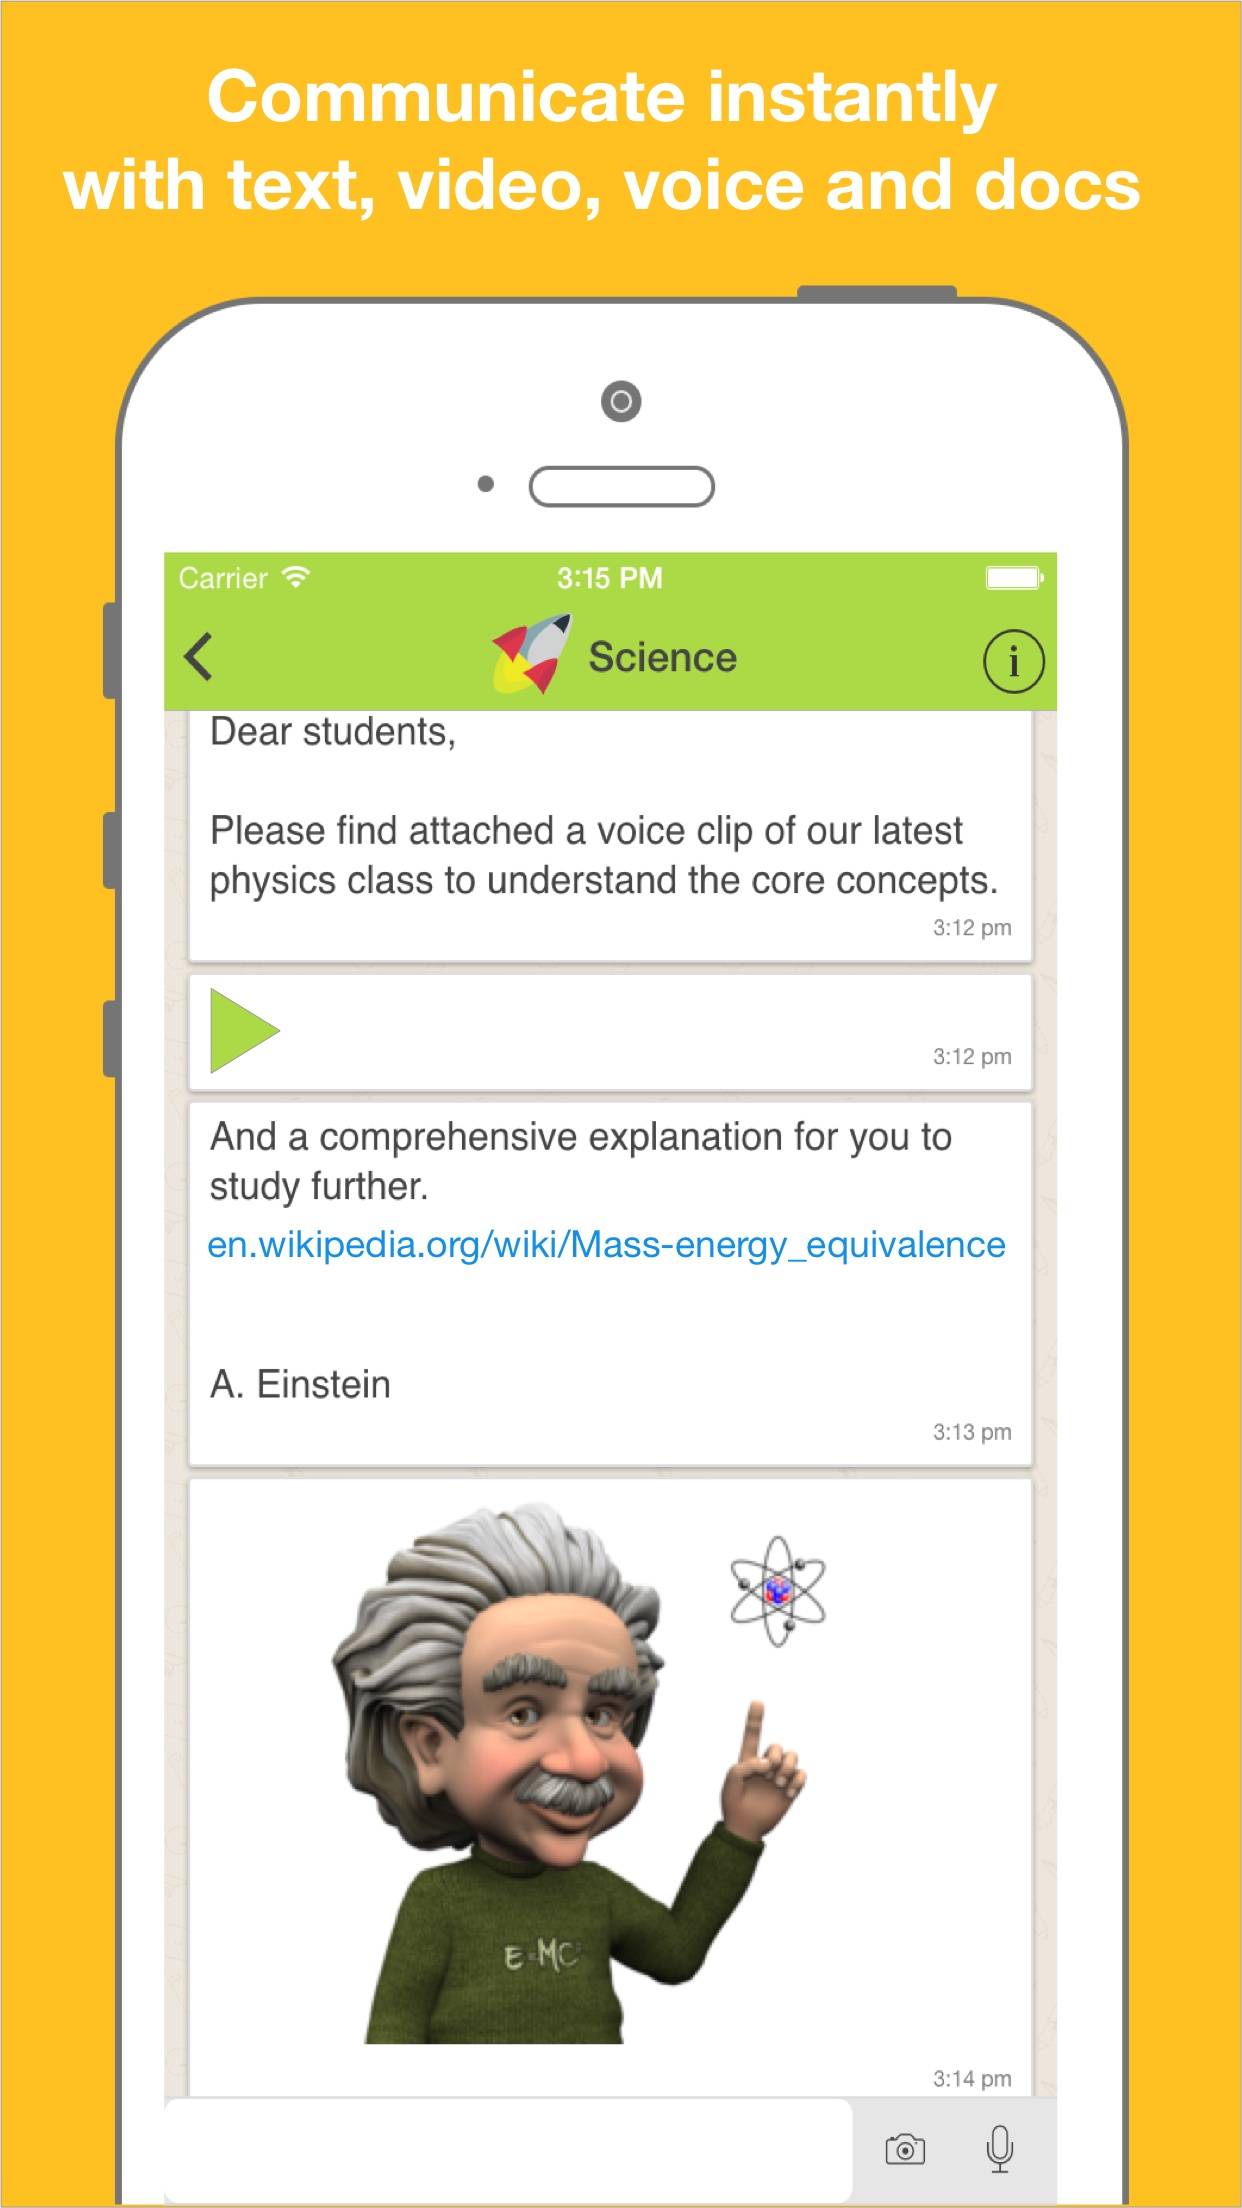 Communicate instantly
with text, video, voice and docs
Carrier
3:15 PM
Science
i
Dear students,
Please find attached a voice clip of our latest
physics class to understand the core concepts.
3:12 pm
3:12 pm
And a comprehensive explanation for you to
study further.
en.wikipedia.org/wiki/Mass-energy_equivalence
A. Einstein
3:13 pm
E=MC²
3:14 pm